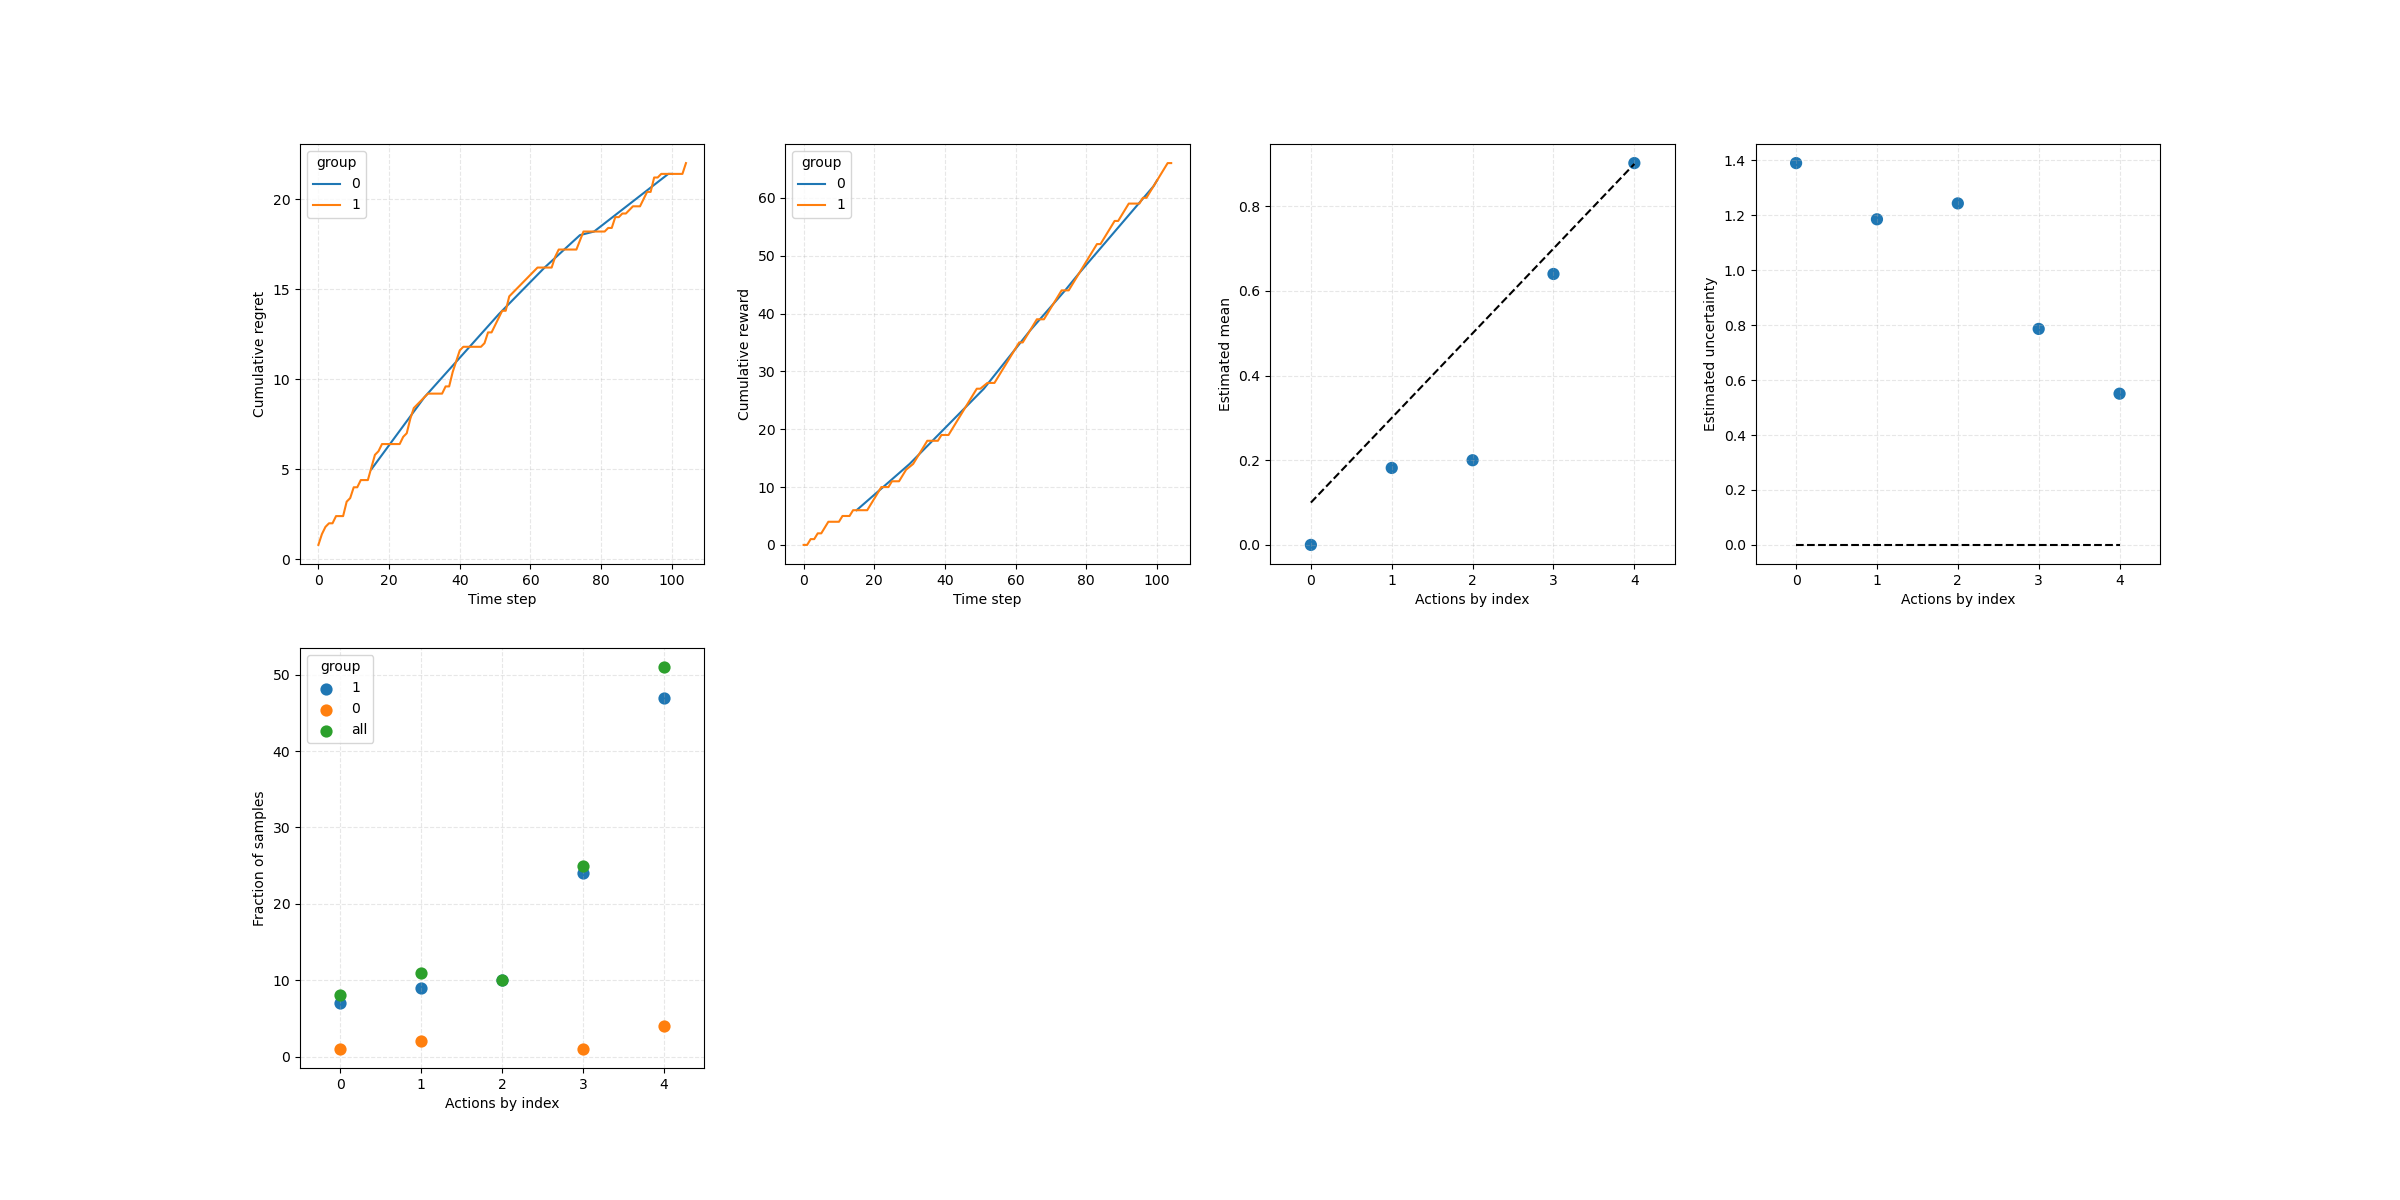 group
0
1
20
15
10
5
0
Cumulative regret
0 20 40 60 80 100
Time step
group
0
1
60
50
40
30
20
10
0
Cumulative reward
0 20 40 60 80 100
Time step
0.8
0.6
0.4
0.2
0.0
Estimated mean
0 1 2 3 4
Actions by index
1.4
1.2
1.0
0.8
0.6
0.4
0.2
0.0
Estimated uncertainty
0 1 2 3 4
Actions by index
group
1
0
all
50
40
30
20
10
0
Fraction of samples
0 1 2 3 4
Actions by index